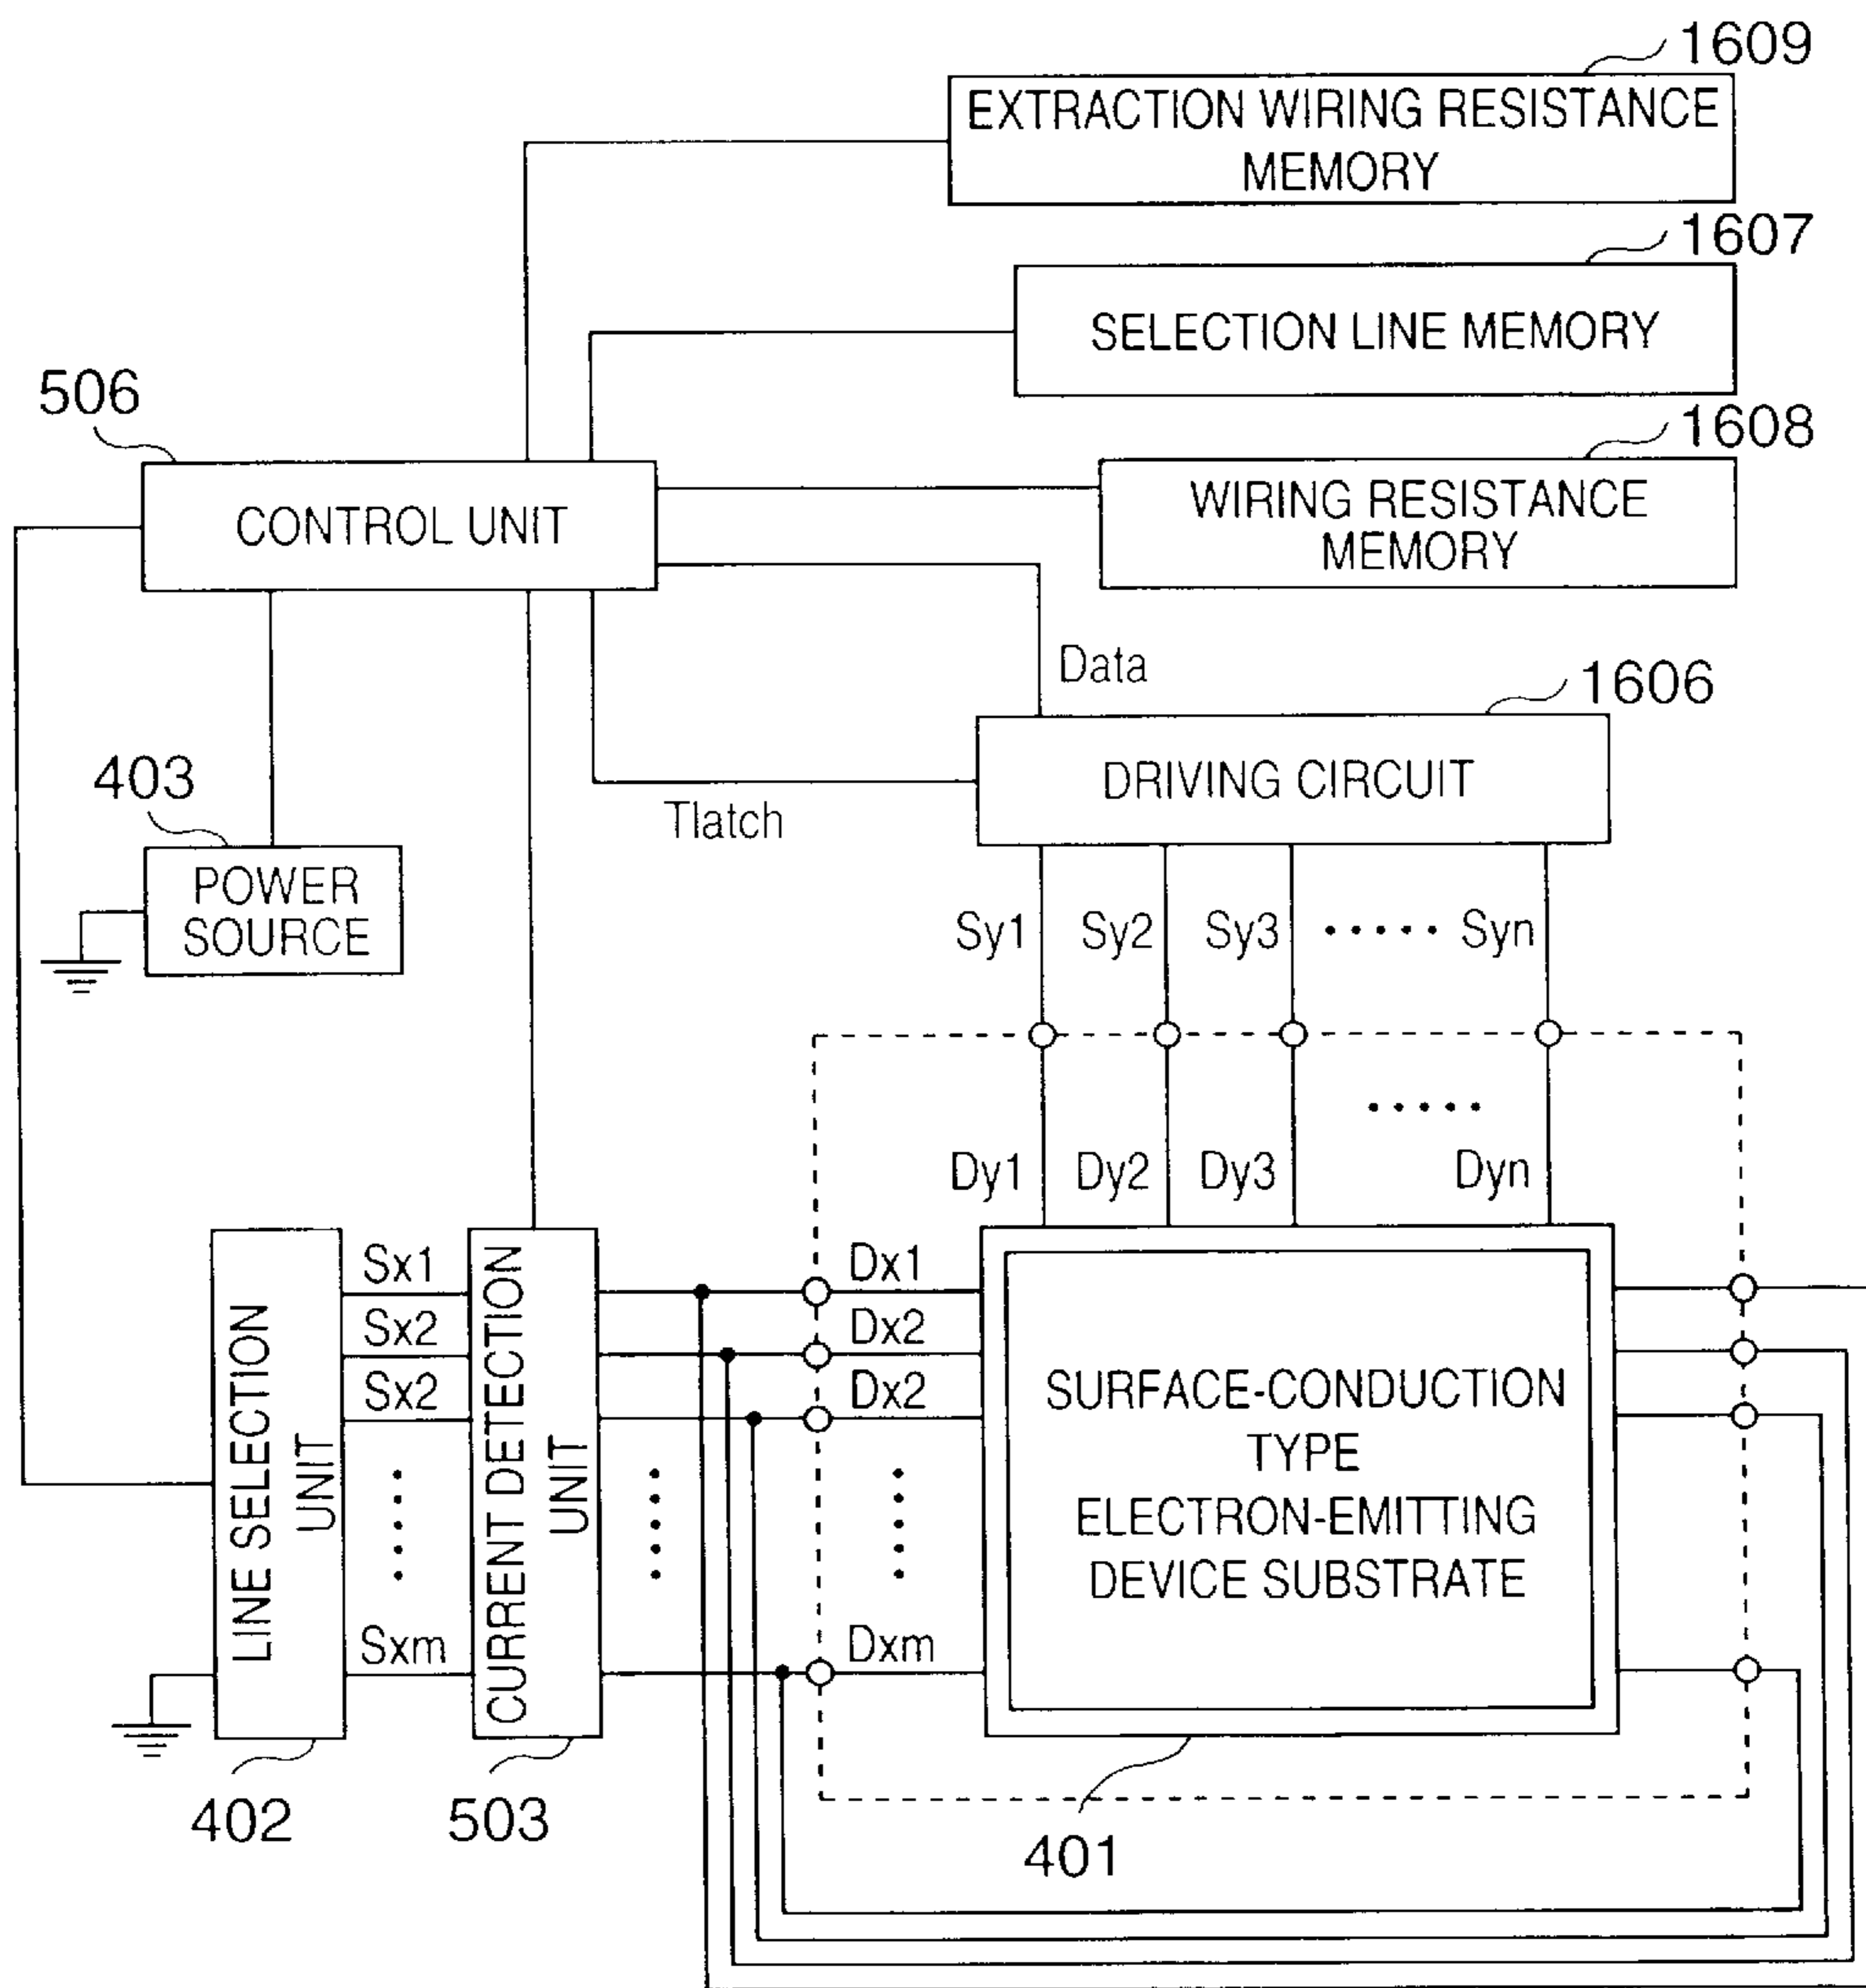 1609
EXTRACTION WIRING RESISTANCE
MEMORY
1607
SELECTION LINE MEMORY
506
1608
CONTROL UNIT
WIRING RESISTANCE
MEMORY
Data
1606
403
DRIVING CIRCUIT
Tlatch
POWER
SOURCE
Sy1 Sy2 Sy3 ····· Syn
·····
Dy1 Dy2 Dy3 Dyn
LINE SELECTION
UNIT
Sx1
Sx2
Sx2
Sxm
CURRENT DETECTION
UNIT
Dx1
Dx2
Dx2
Dxm
SURFACE-CONDUCTION
TYPE
ELECTRON-EMITTING
DEVICE SUBSTRATE
402
503
401